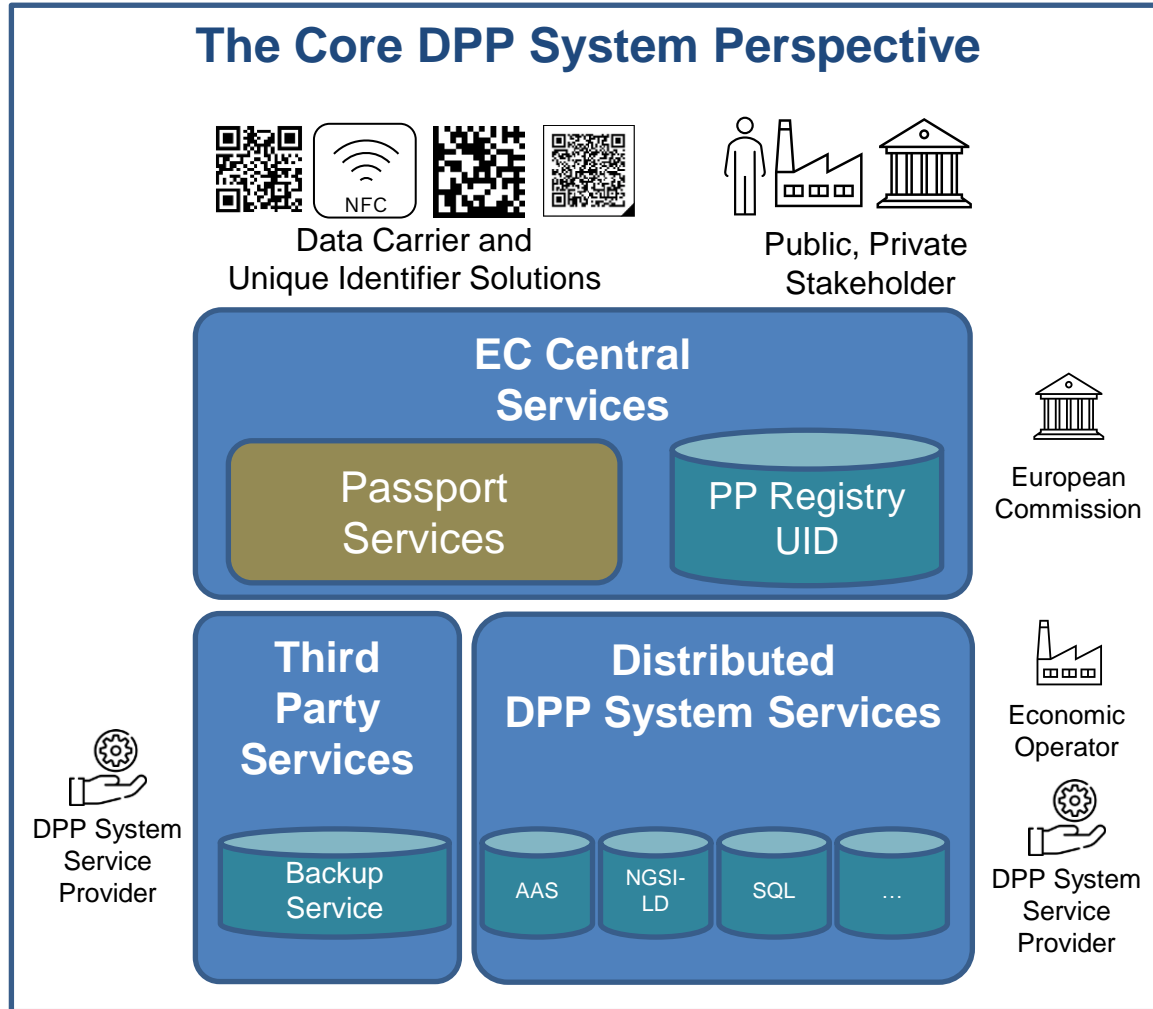 The Core DPP System Perspective
NFC
Data Carrier and
Unique Identifier Solutions
Public, Private
Stakeholder
EC Central
Services
Passport
Services
PP Registry
UID
European
Commission
Third
Party
Services
Distributed
DPP System Services
Economic
Operator
DPP System
Service
Provider
Backup
Service
AAS
NGSI-
LD
SQL
...
DPP System
Service
Provider